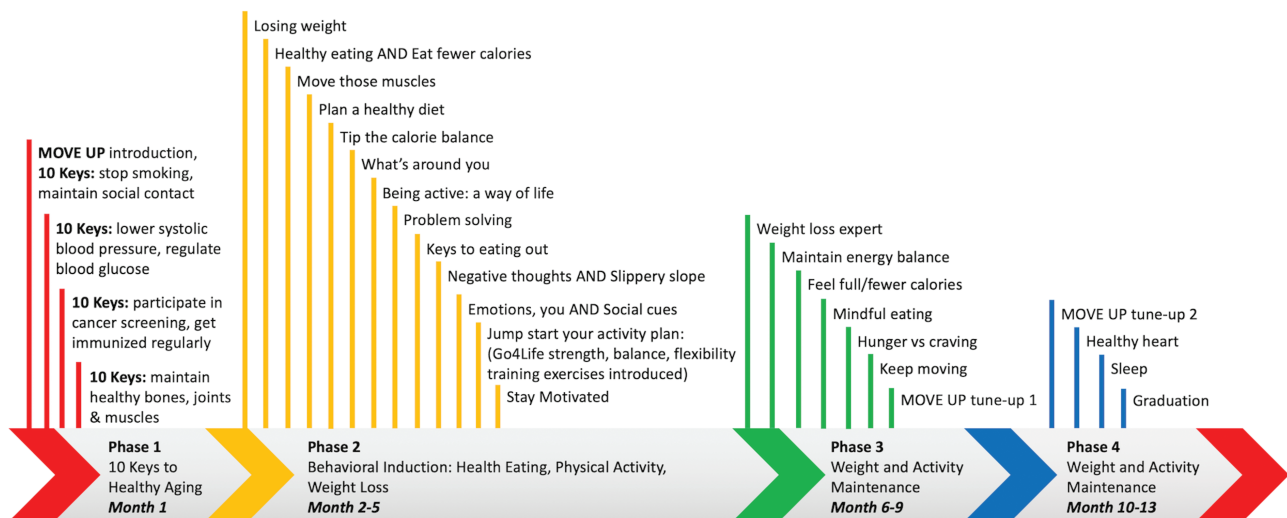 MOVE UP introduction,
10 Keys: stop smoking,
maintain social contact
10 Keys: lower systolic
blood pressure, regulate
blood glucose
10 Keys: participate in
cancer screening, get
immunized regularly
10 Keys: maintain
healthy bones, joints
& muscles
Losing weight
Healthy eating AND Eat fewer calories
Move those muscles
Plan a healthy diet
Tip the calorie balance
What's around you
Being active: a way of life
Problem solving
Keys to eating out
Negative thoughts AND Slippery slope
Emotions, you AND Social cues
Jump start your activity plan:
(Go4Life strength, balance, flexibility
training exercises introduced)
Stay Motivated
Weight loss expert
Maintain energy balance
Feel full/fewer calories
Mindful eating
Hunger vs craving
Keep moving
MOVE UP tune-up 1
MOVE UP tune-up 2
Healthy heart
Sleep
Graduation
Phase 1
10 Keys to
Healthy Aging
Month 1
Phase 2
Behavioral Induction: Health Eating, Physical Activity,
Weight Loss
Month 2-5
Phase 3
Weight and Activity
Maintenance
Month 6-9
Phase 4
Weight and Activity
Maintenance
Month 10-13